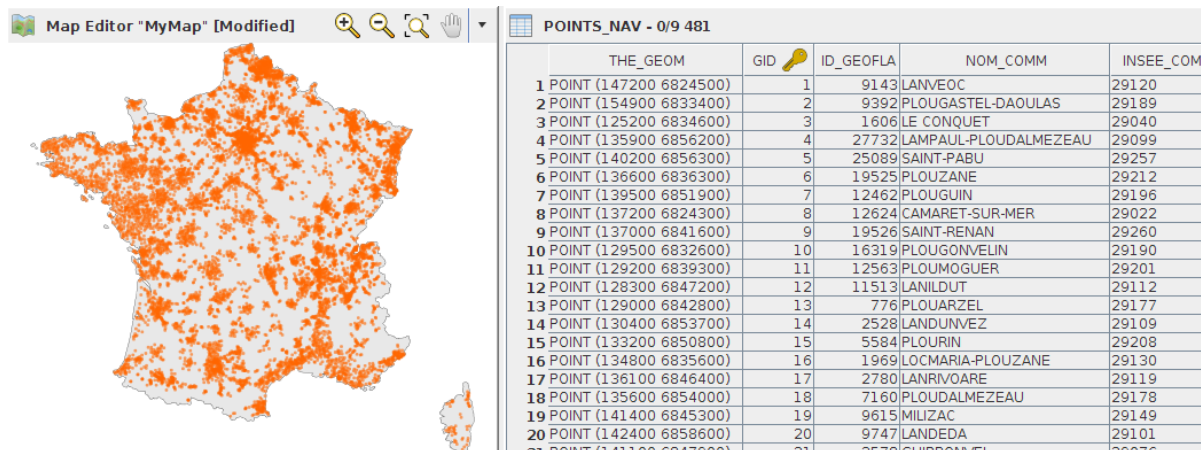 Map Editor "MyMap" [Modified]
POINTS_NAV - 0/9 481
THE_GEOM GID ID_GEOFLA NOM_COMM INSEE_COM
1 POINT (147200 6824500) 1 9143 LANVEOC 29120
2 POINT (154900 6833400) 2 9392 PLOUGASTEL-DAOULAS 29189
3 POINT (125200 6834600) 3 1606 LE CONQUET 29040
4 POINT (135900 6856200) 4 27732 LAMPAUL-PLOUDALMEZEAU 29099
5 POINT (140200 6856300) 5 25089 SAINT-PABU 29257
6 POINT (136600 6836300) 6 19525 PLOUZANE 29212
7 POINT (139500 6851900) 7 12462 PLOUGUIN 29196
8 POINT (137200 6824300) 8 12624 CAMARET-SUR-MER 29022
9 POINT (137000 6841600) 9 19526 SAINT-RENAN 29260
10 POINT (129500 6832600) 10 16319 PLOUGONVELIN 29190
11 POINT (129200 6839300) 11 12563 PLOUMOGUER 29201
12 POINT (128300 6847200) 12 11513 LANILDUT 29112
13 POINT (129000 6842800) 13 776 PLOUARZEL 29177
14 POINT (130400 6853700) 14 2528 LANDUNVEZ 29109
15 POINT (133200 6850800) 15 5584 PLOURIN 29208
16 POINT (134800 6835600) 16 1969 LOCMARIA-PLOUZANE 29130
17 POINT (136100 6846400) 17 2780 LANRIVOARE 29119
18 POINT (135600 6854000) 18 7160 PLOUDALMEZEAU 29178
19 POINT (141400 6845300) 19 9615 MILIZAC 29149
20 POINT (142400 6858600) 20 9747 LANDEDA 29101